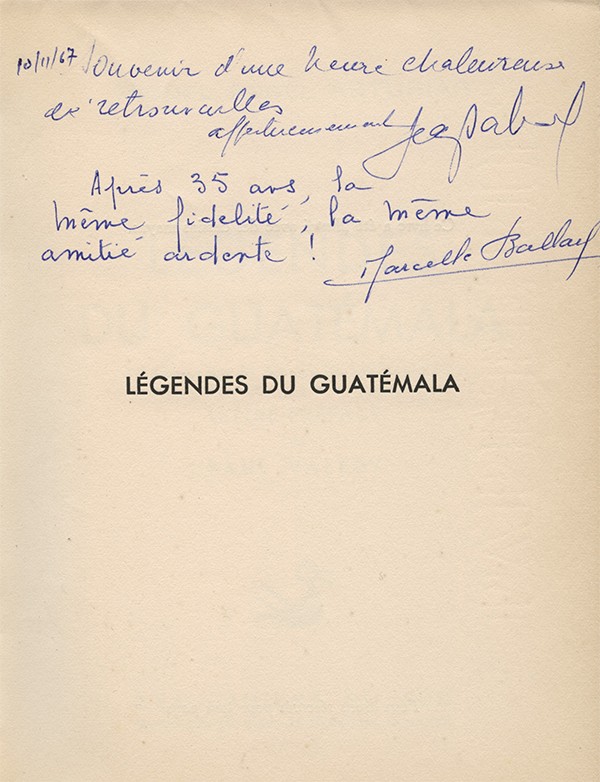 10/11/67 Souvenir d'une heure chaleureuse
de retrouvailles
affectueusement
Après 35 ans, la
même fidelité, la même
amitié ardente !
Marcelle Ballard
LÉGENDES DU GUATÉMALA